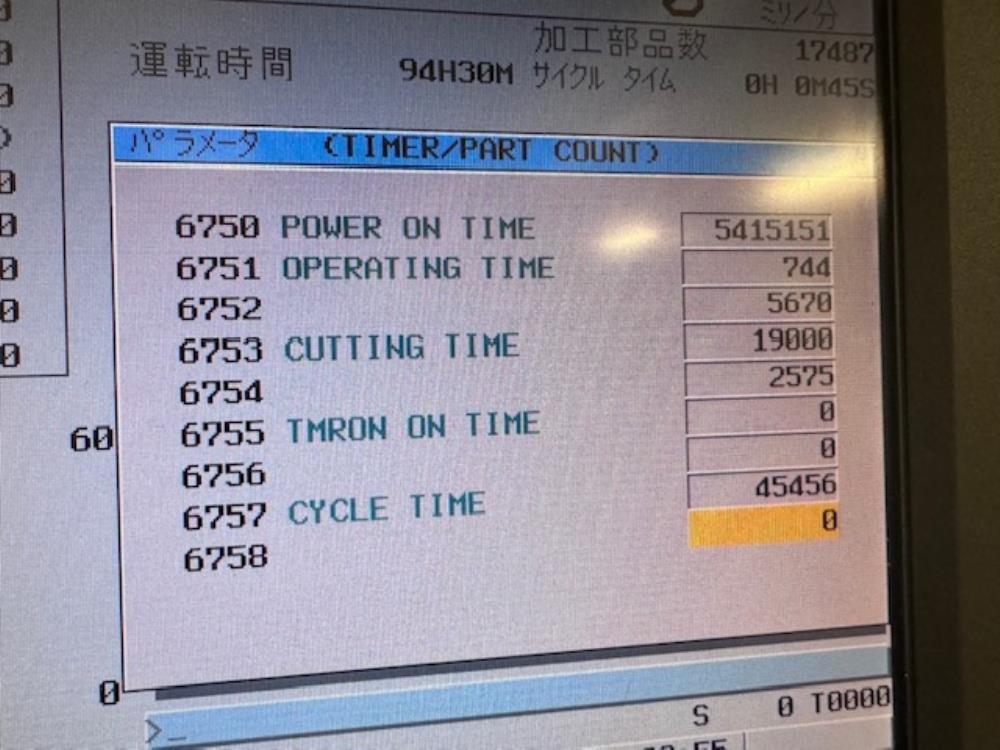 ミリ/分
加工部品数 17487
運転時間 94H30M サイクル タイム 0H 0M45S
パラメータ (TIMER/PART COUNT)
6750 POWER ON TIME 5415151
6751 OPERATING TIME 744
6752 5670
6753 CUTTING TIME 19000
6754 2575
6755 TMRON ON TIME 0
6756 0
6757 CYCLE TIME 45456
6758 0
60
0
>_
S 0 T0000